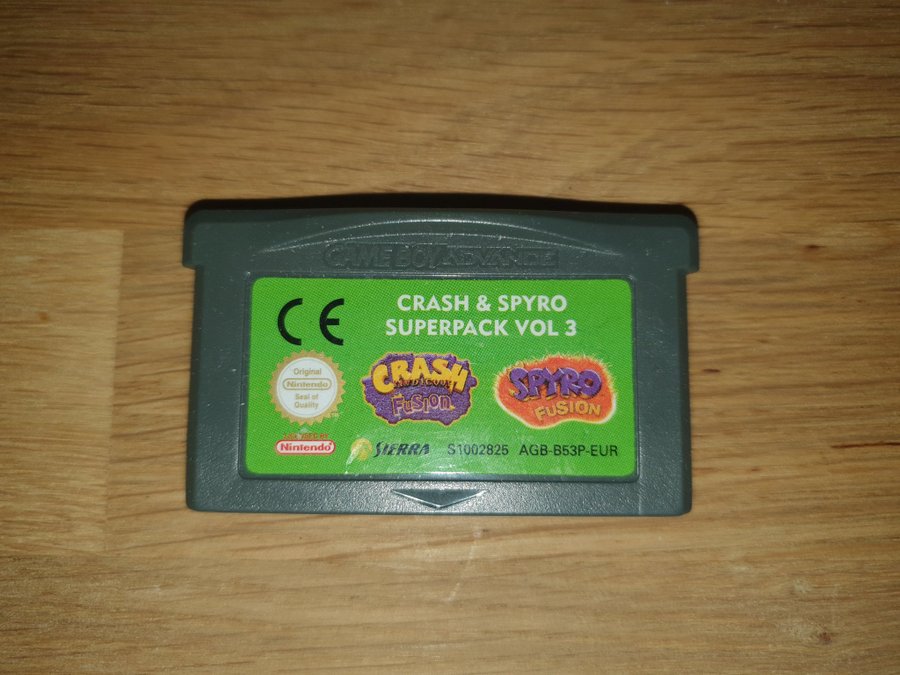 GAME BOY ADVANCE
CE
CRASH & SPYRO
SUPERPACK VOL 3
Original
Nintendo
Seal of
Quality
CRASH
BANDICOOT
FUSION
SPYRO
FUSION
Nintendo
SIERRA
S1002825
AGB-B53P-EUR